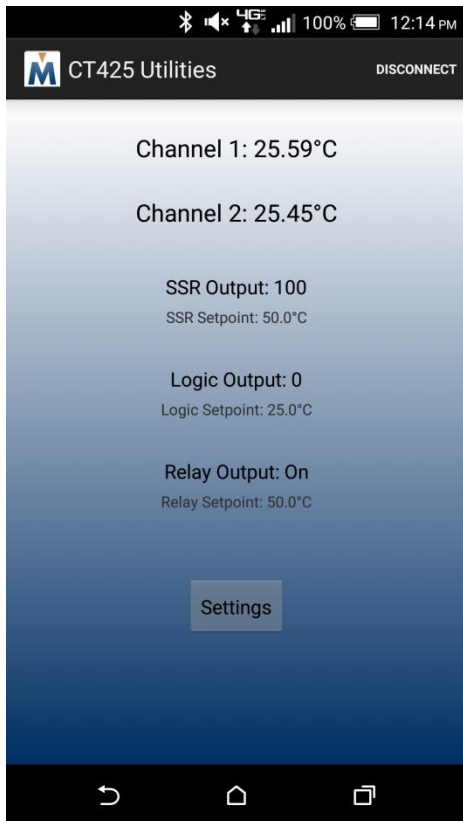 4G 100% 12:14 PM
M CT425 Utilities DISCONNECT
Channel 1: 25.59°C
Channel 2: 25.45°C
SSR Output: 100
SSR Setpoint: 50.0°C
Logic Output: 0
Logic Setpoint: 25.0°C
Relay Output: On
Relay Setpoint: 50.0°C
Settings